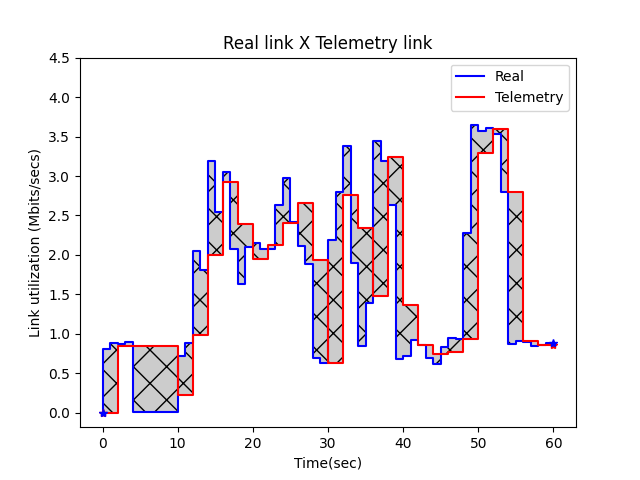 Real link X Telemetry link
Real
Telemetry
Link utilization (Mbits/secs)
4.5
4.0
3.5
3.0
2.5
2.0
1.5
1.0
0.5
0.0
0 10 20 30 40 50 60
Time(sec)